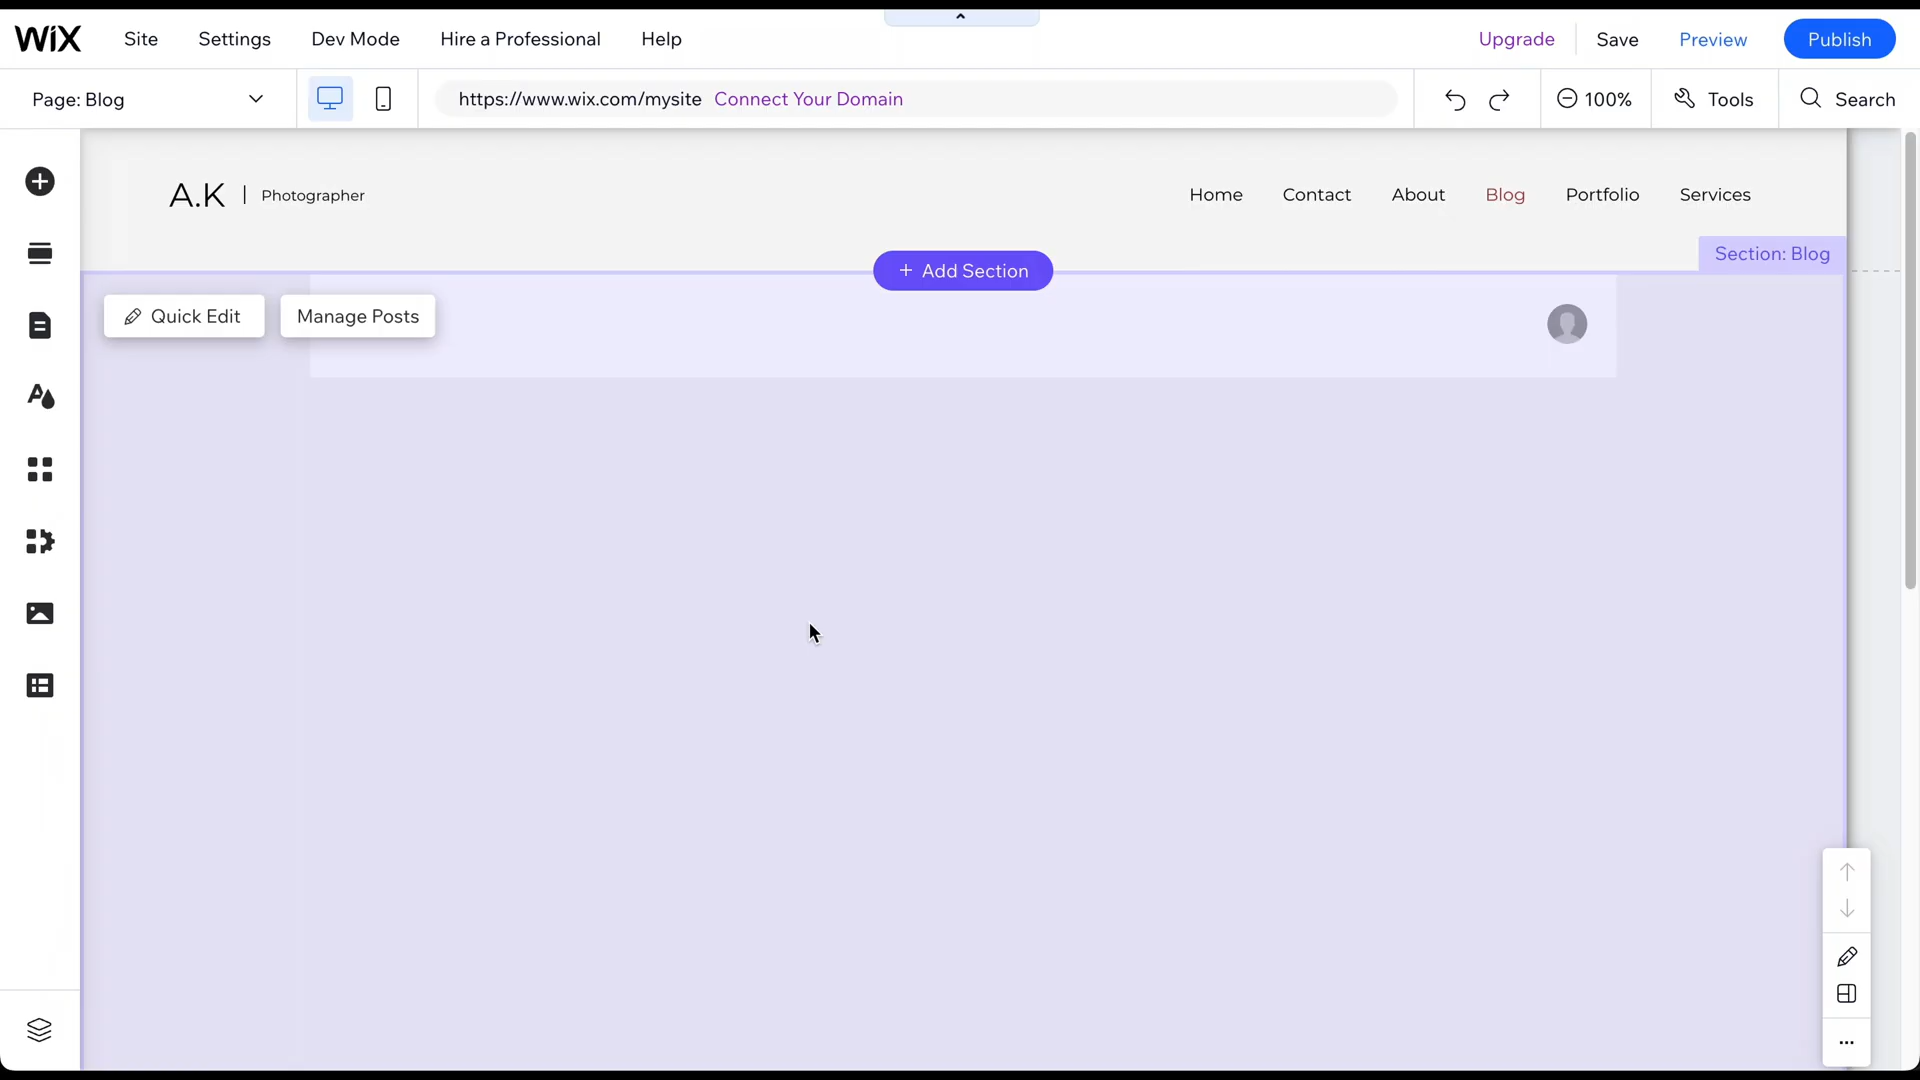 WiX Site Settings Dev Mode Hire a Professional Help Upgrade Save Preview Publish
Page: Blog https://www.wix.com/mysite Connect Your Domain 100% Tools Search
A.K | Photographer Home Contact About Blog Portfolio Services
Section: Blog
+ Add Section
Quick Edit Manage Posts